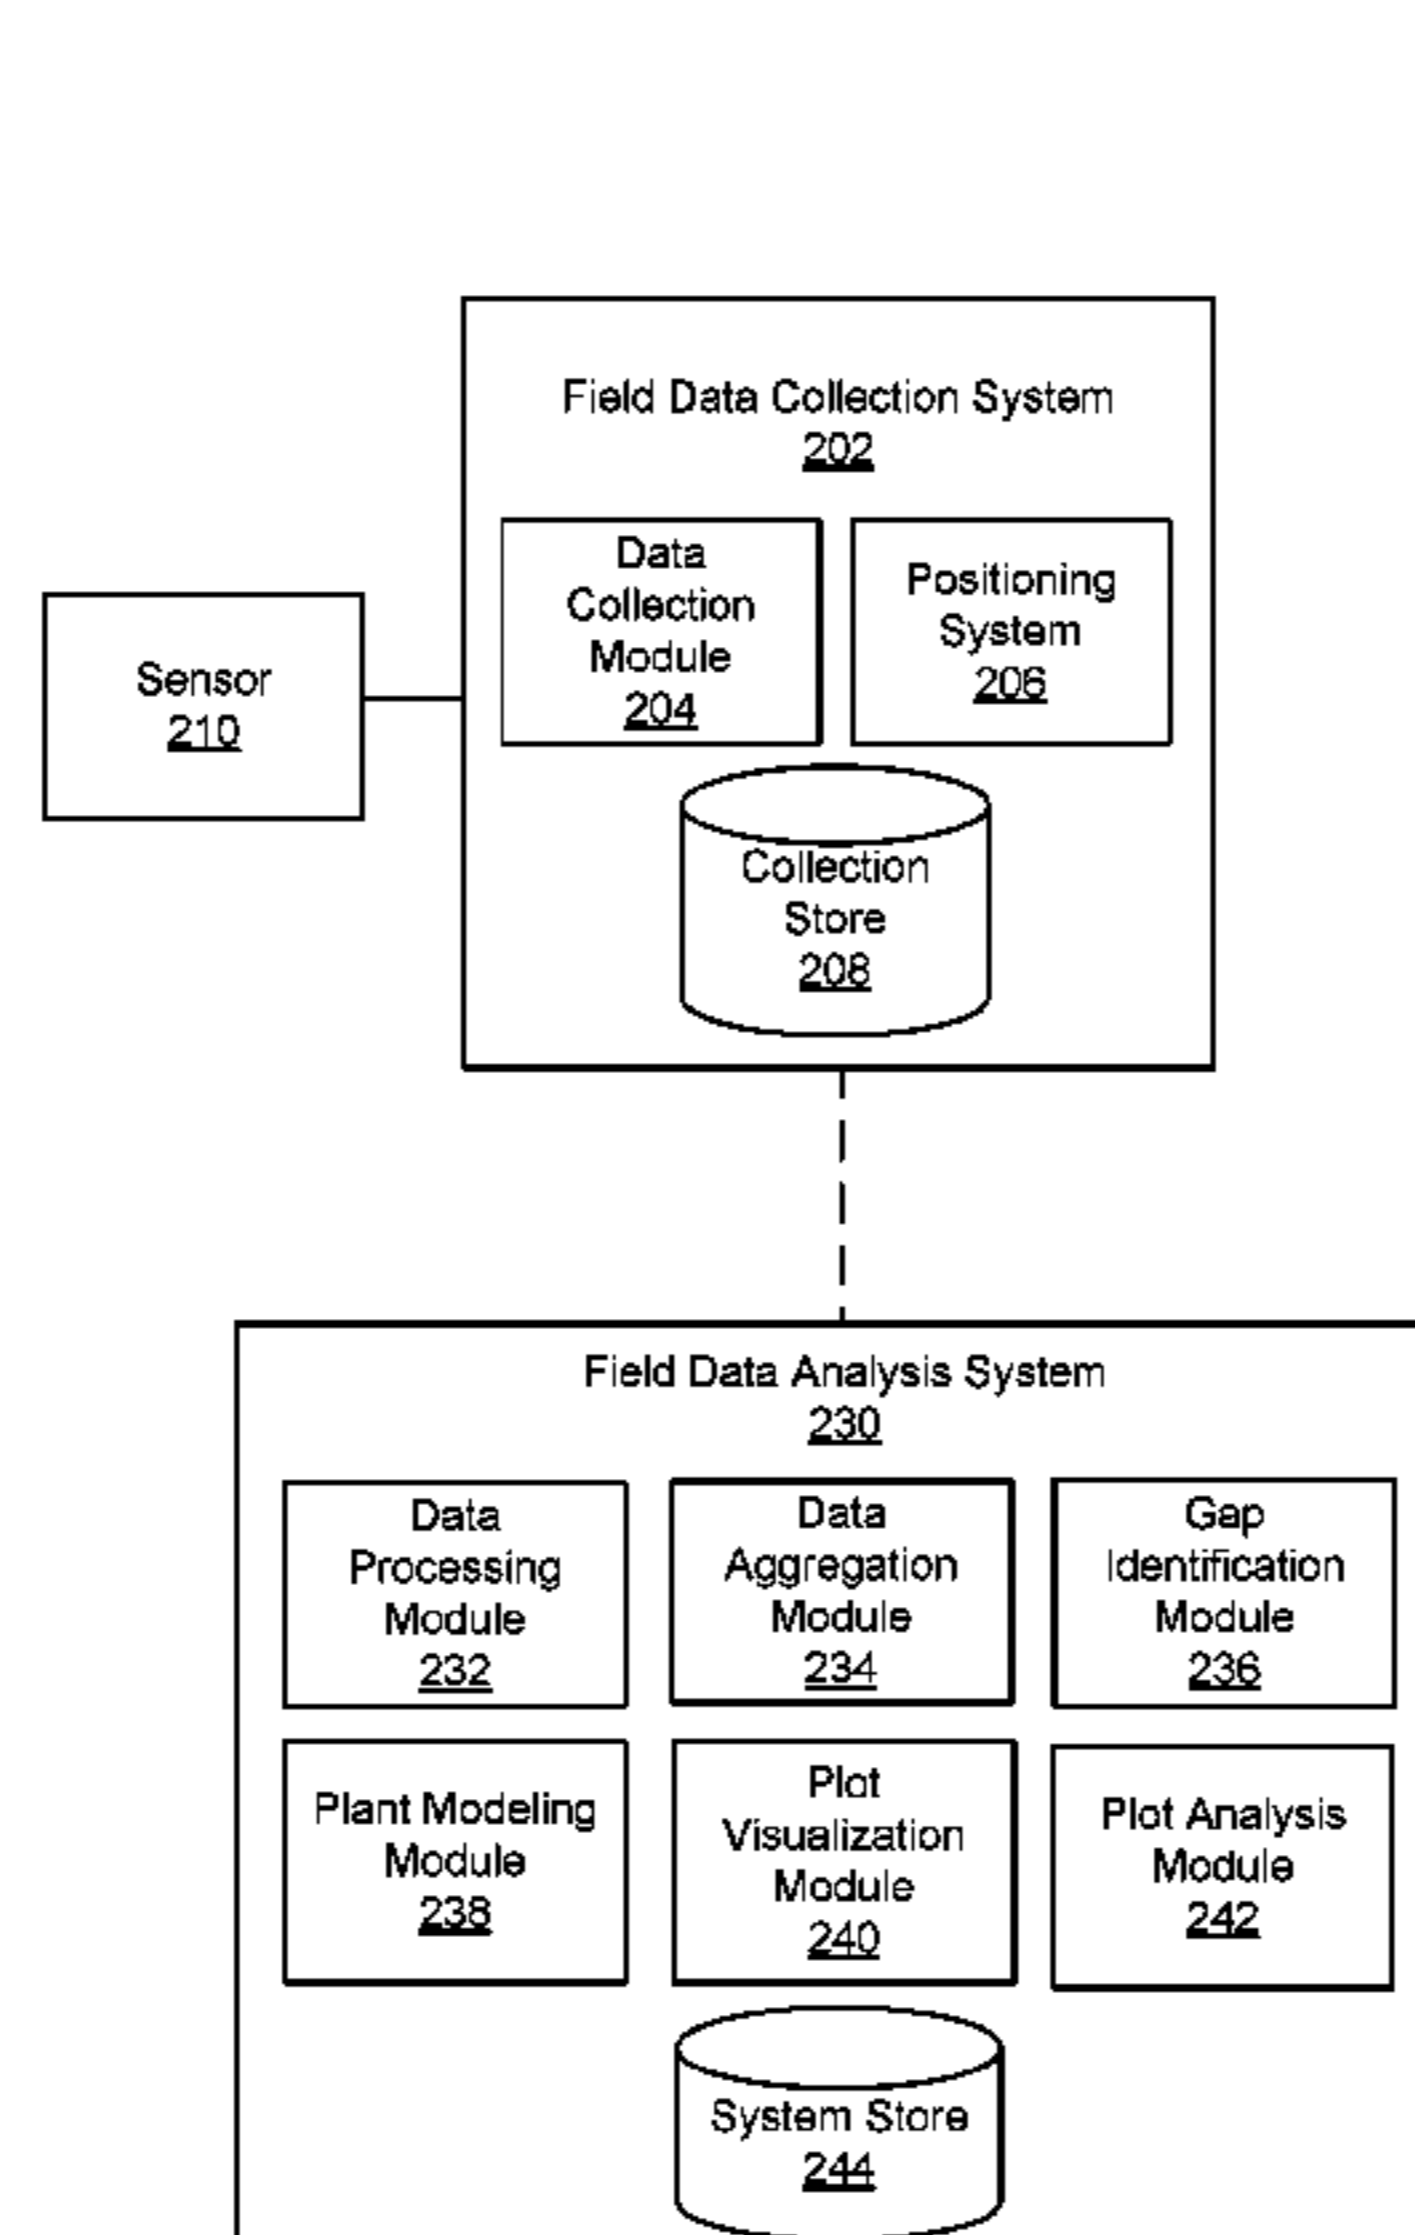 Field Data Collection System
202
Data
Collection
Module
204
Positioning
System
206
Sensor
210
Collection
Store
208
Field Data Analysis System
230
Data
Processing
Module
232
Data
Aggregation
Module
234
Gap
Identification
Module
236
Plant Modeling
Module
238
Plot
Visualization
Module
240
Plot Analysis
Module
242
System Store
244